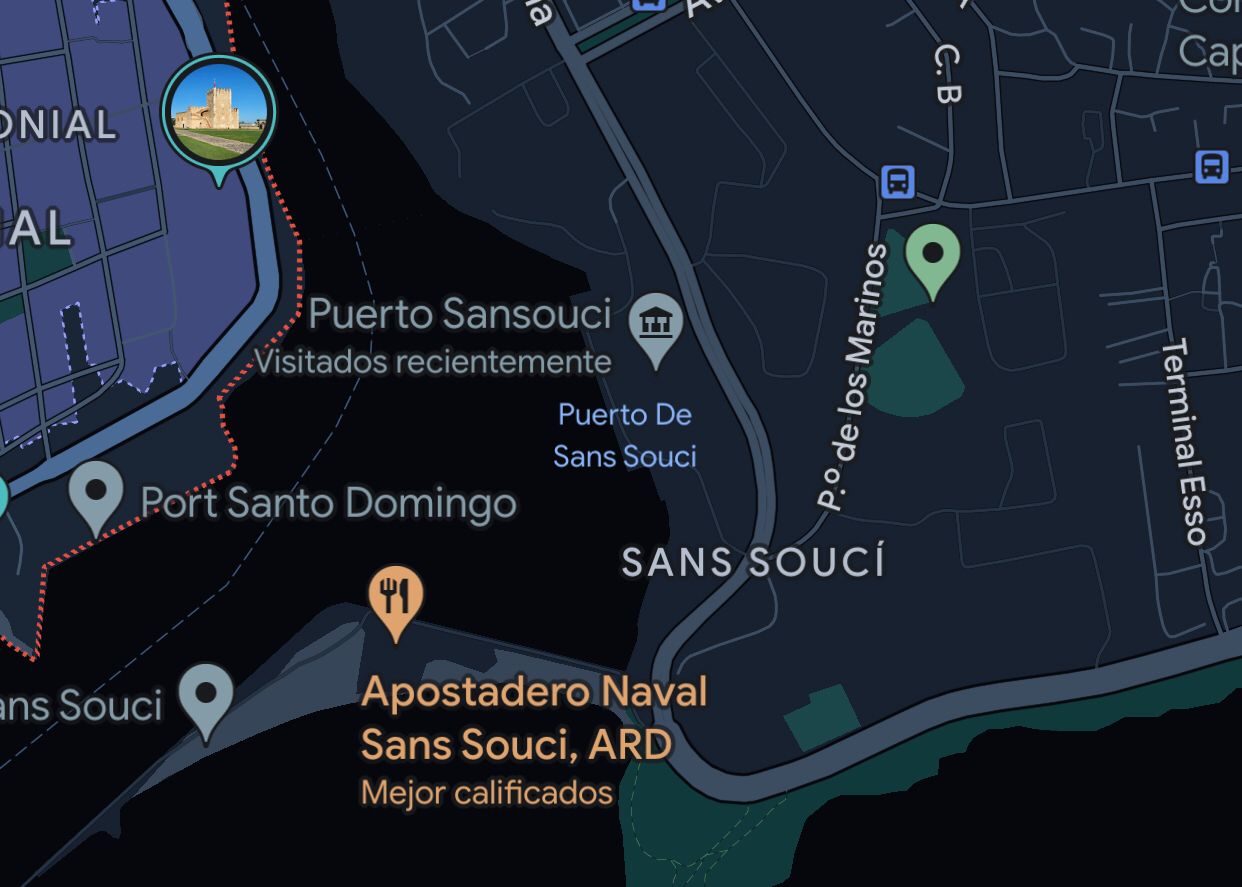 C. B
ONIAL
Puerto Sansouci
Visitados recientemente
P.º de los Marinos
Puerto De
Sans Souci
Terminal Esso
Port Santo Domingo
SANS SOUCÍ
Apostadero Naval
Sans Souci, ARD
Mejor calificados
ans Souci